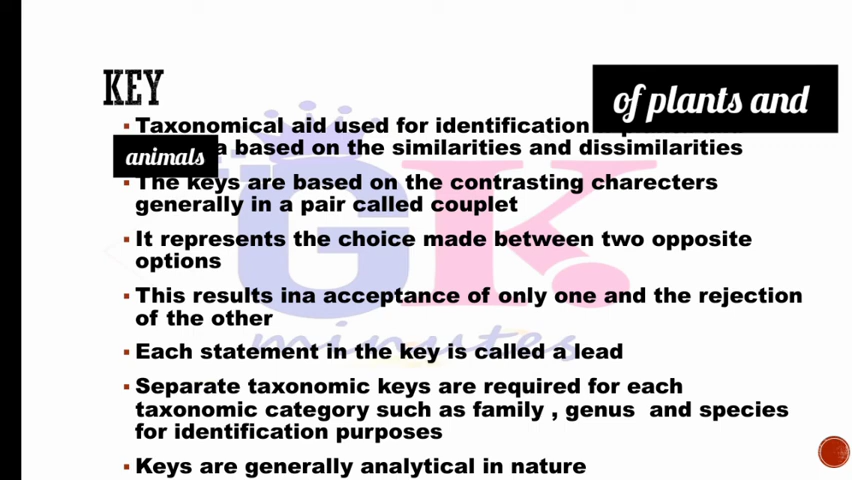 KEY
of plants and
Taxonomical aid used for identification
animals
based on the similarities and dissimilarities
The keys are based on the contrasting charecters
generally in a pair called couplet
It represents the choice made between two opposite
options
This results ina acceptance of only one and the rejection
of the other
Each statement in the key is called a lead
Separate taxonomic keys are required for each
taxonomic category such as family , genus and species
for identification purposes
Keys are generally analytical in nature
GK
minutes